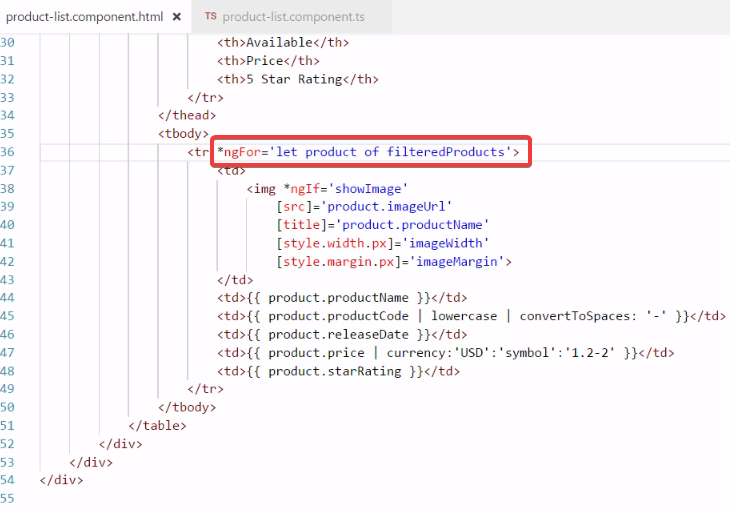 product-list.component.html × TS product-list.component.ts
30 <th>Available</th>
31 <th>Price</th>
32 <th>5 Star Rating</th>
33 </tr>
34 </thead>
35 <tbody>
36 <tr *ngFor='let product of filteredProducts'>
37 <td>
38 <img *ngIf='showImage'
39 [src]='product.imageUrl'
40 [title]='product.productName'
41 [style.width.px]='imageWidth'
42 [style.margin.px]='imageMargin'>
43 </td>
44 <td>{{ product.productName }}</td>
45 <td>{{ product.productCode | lowercase | convertToSpaces: '-' }}</td>
46 <td>{{ product.releaseDate }}</td>
47 <td>{{ product.price | currency:'USD':'symbol':'1.2-2' }}</td>
48 <td>{{ product.starRating }}</td>
49 </tr>
50 </tbody>
51 </table>
52 </div>
53 </div>
54 </div>
55